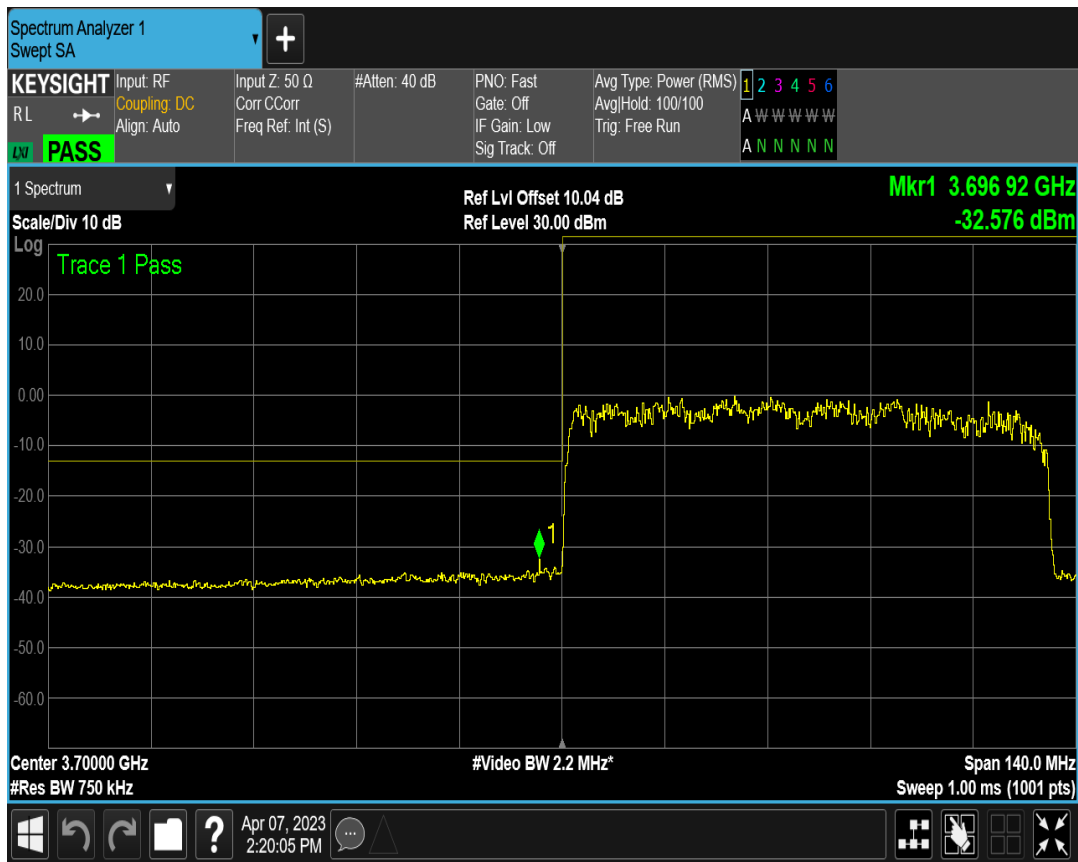 Spectrum Analyzer 1
Swept SA
+
KEYSIGHT
RL
LXI PASS
Input: RF
Coupling: DC
Align: Auto
Input Z: 50 Ω
Corr CCorr
Freq Ref: Int (S)
#Atten: 40 dB
PNO: Fast
Gate: Off
IF Gain: Low
Sig Track: Off
Avg Type: Power (RMS)
Avg|Hold: 100/100
Trig: Free Run
1 2 3 4 5 6
A W W W W W
A N N N N N
1 Spectrum
Scale/Div 10 dB
Ref Lvl Offset 10.04 dB
Ref Level 30.00 dBm
Mkr1 3.696 92 GHz
-32.576 dBm
Log
Trace 1 Pass
20.0
10.0
0.00
-10.0
-20.0
-30.0
-40.0
-50.0
-60.0
1
Center 3.70000 GHz
#Res BW 750 kHz
#Video BW 2.2 MHz*
Span 140.0 MHz
Sweep 1.00 ms (1001 pts)
?
Apr 07, 2023
2:20:05 PM